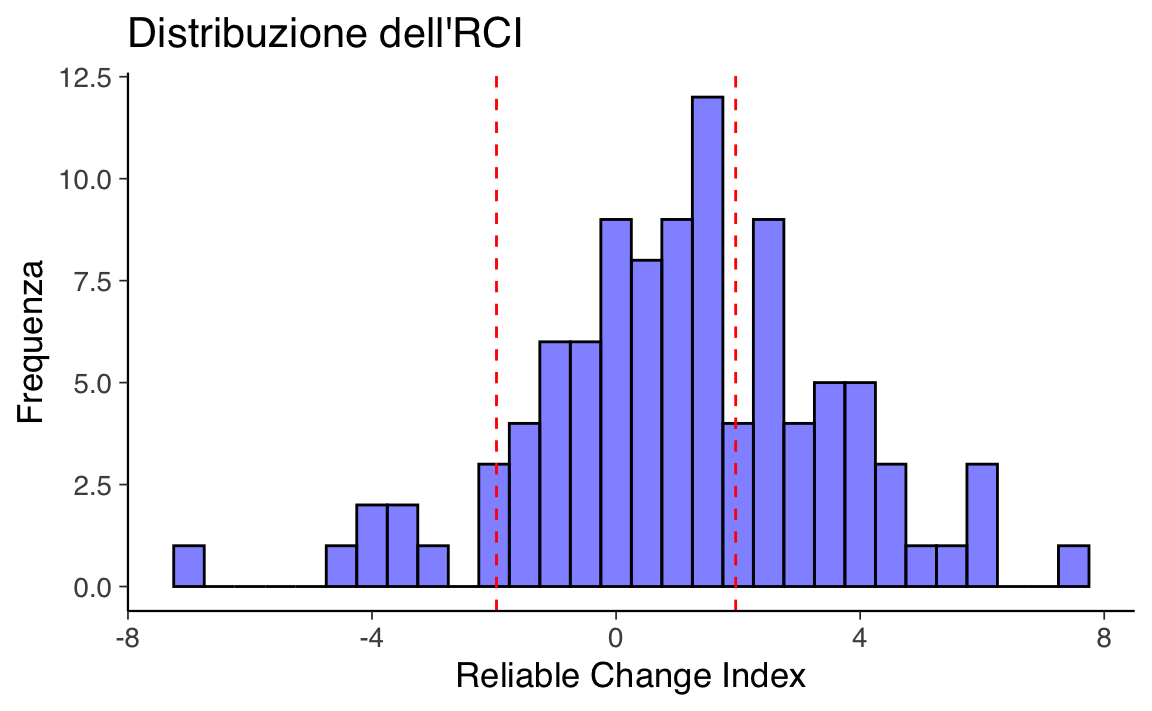 Distribuzione dell'RCI
12.5
10.0
7.5
5.0
2.5
0.0
Frequenza
-8 -4 0 4 8
Reliable Change Index